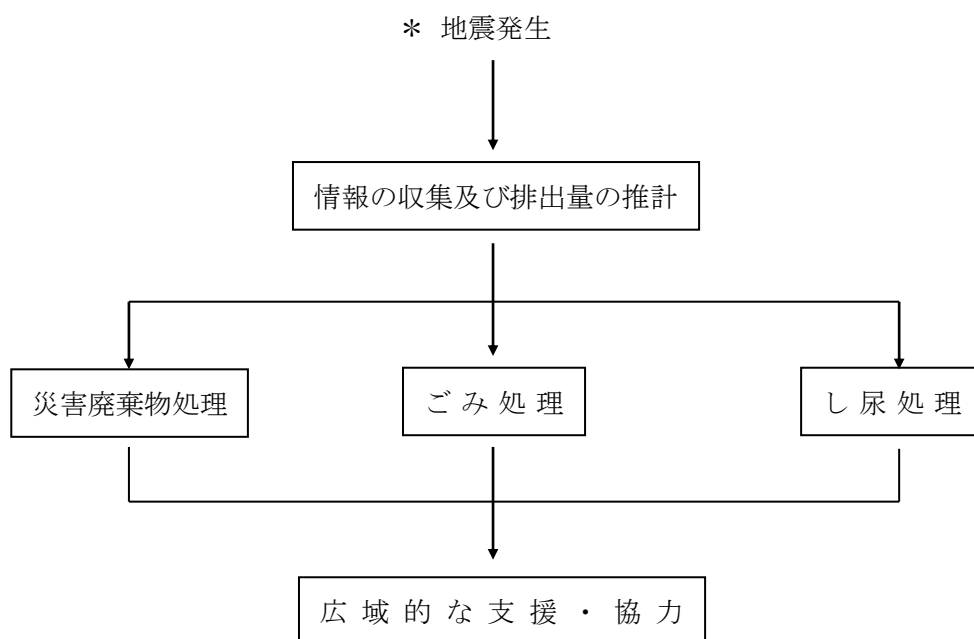 ＊ 地震発生
情報の収集及び排出量の推計
災害廃棄物処理
ごみ処理
し尿処理
広域的な支援・協力